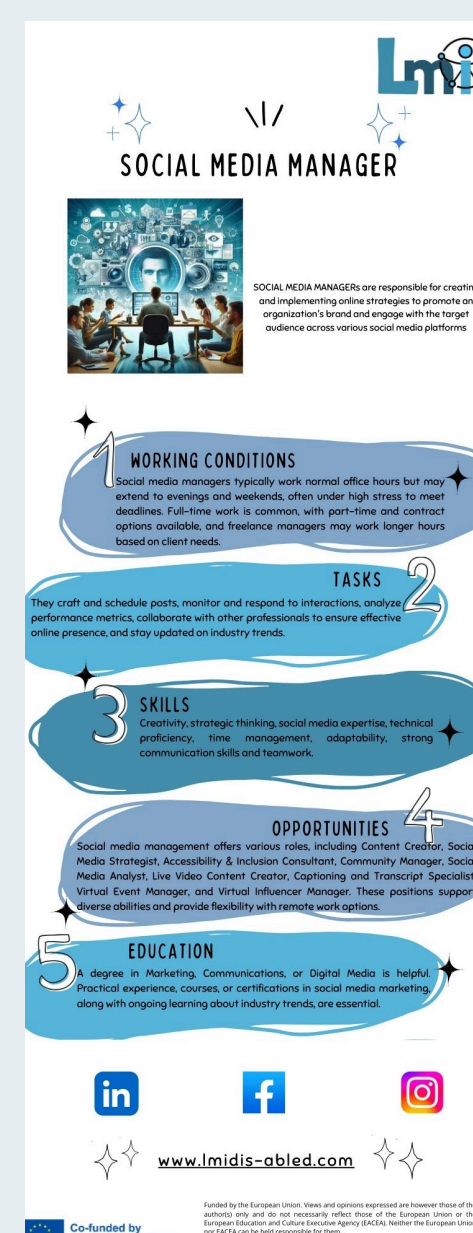 Lmi
SOCIAL MEDIA MANAGER
SOCIAL MEDIA MANAGERs are responsible for creatin
and implementing online strategies to promote an
organization's brand and engage with the target
audience across various social media platforms
1
WORKING CONDITIONS
Social media managers typically work normal office hours but may
extend to evenings and weekends, often under high stress to meet
deadlines. Full-time work is common, with part-time and contract
options available, and freelance managers may work longer hours
based on client needs.
TASKS
2
They craft and schedule posts, monitor and respond to interactions, analyze
performance metrics, collaborate with other professionals to ensure effective
online presence, and stay updated on industry trends.
3
SKILLS
Creativity, strategic thinking, social media expertise, technical
proficiency, time management, adaptability, strong
communication skills and teamwork.
OPPORTUNITIES
4
Social media management offers various roles, including Content Creator, Social
Media Strategist, Accessibility & Inclusion Consultant, Community Manager, Social
Media Analyst, Live Video Content Creator, Captioning and Transcript Specialist
Virtual Event Manager, and Virtual Influencer Manager. These positions support
diverse abilities and provide flexibility with remote work options.
5
EDUCATION
A degree in Marketing, Communications, or Digital Media is helpful.
Practical experience, courses, or certifications in social media marketing,
along with ongoing learning about industry trends, are essential.
in
f
www.lmidis-abled.com
Funded by the European Union. Views and opinions expressed are however those of the
author(s) only and do not necessarily reflect those of the European Union or the
European Education and Culture Executive Agency (EACEA). Neither the European Union
nor EACEA can be held responsible for them.
Co-funded by